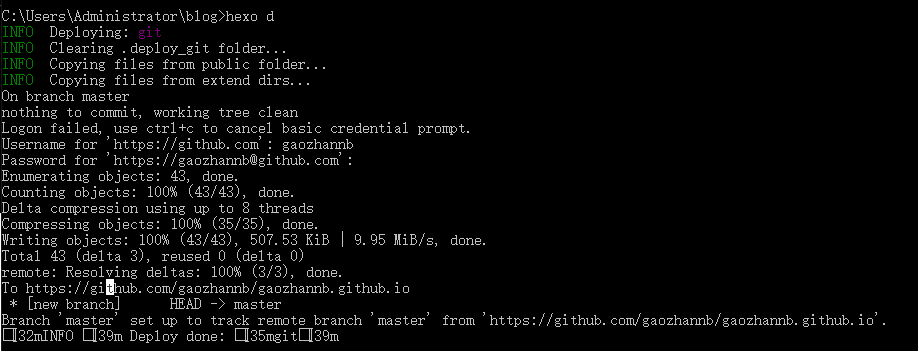 C:\Users\Administrator\blog>hexo d
INFO  Deploying: git
INFO  Clearing .deploy_git folder...
INFO  Copying files from public folder...
INFO  Copying files from extend dirs...
On branch master
nothing to commit, working tree clean
Logon failed, use ctrl+c to cancel basic credential prompt.
Username for 'https://github.com': gaozhannb
Password for 'https://gaozhannb@github.com':
Enumerating objects: 43, done.
Counting objects: 100% (43/43), done.
Delta compression using up to 8 threads
Compressing objects: 100% (35/35), done.
Writing objects: 100% (43/43), 507.53 KiB | 9.95 MiB/s, done.
Total 43 (delta 3), reused 0 (delta 0)
remote: Resolving deltas: 100% (3/3), done.
To https://github.com/gaozhannb/gaozhannb.github.io
 * [new branch]      HEAD -> master
Branch 'master' set up to track remote branch 'master' from 'https://github.com/gaozhannb/gaozhannb.github.io'.
□[32mINFO □[39m Deploy done: □[35mgit□[39m